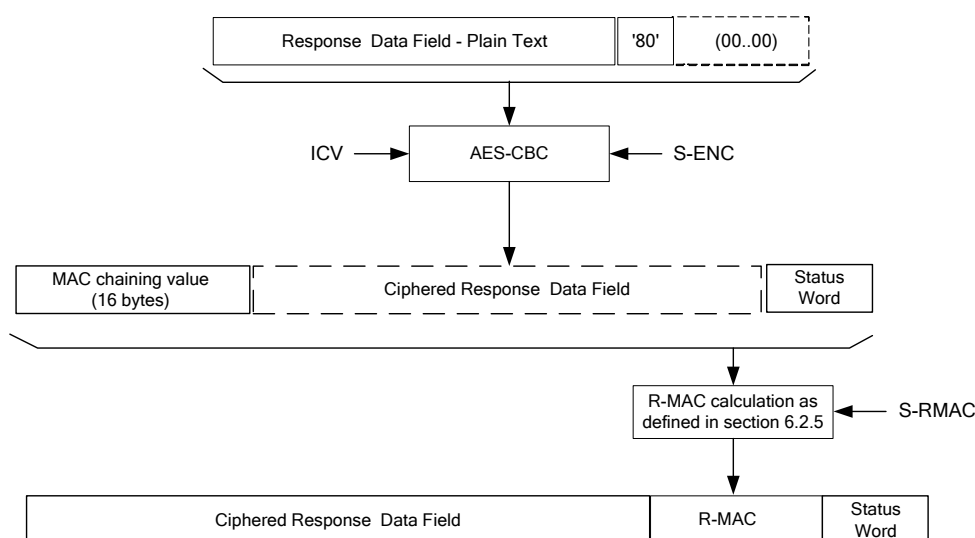 Response Data Field - Plain Text
'80'
(00..00)
ICV
AES-CBC
S-ENC
MAC chaining value
(16 bytes)
Ciphered Response Data Field
Status
Word
R-MAC calculation as
defined in section 6.2.5
S-RMAC
Ciphered Response Data Field
R-MAC
Status
Word